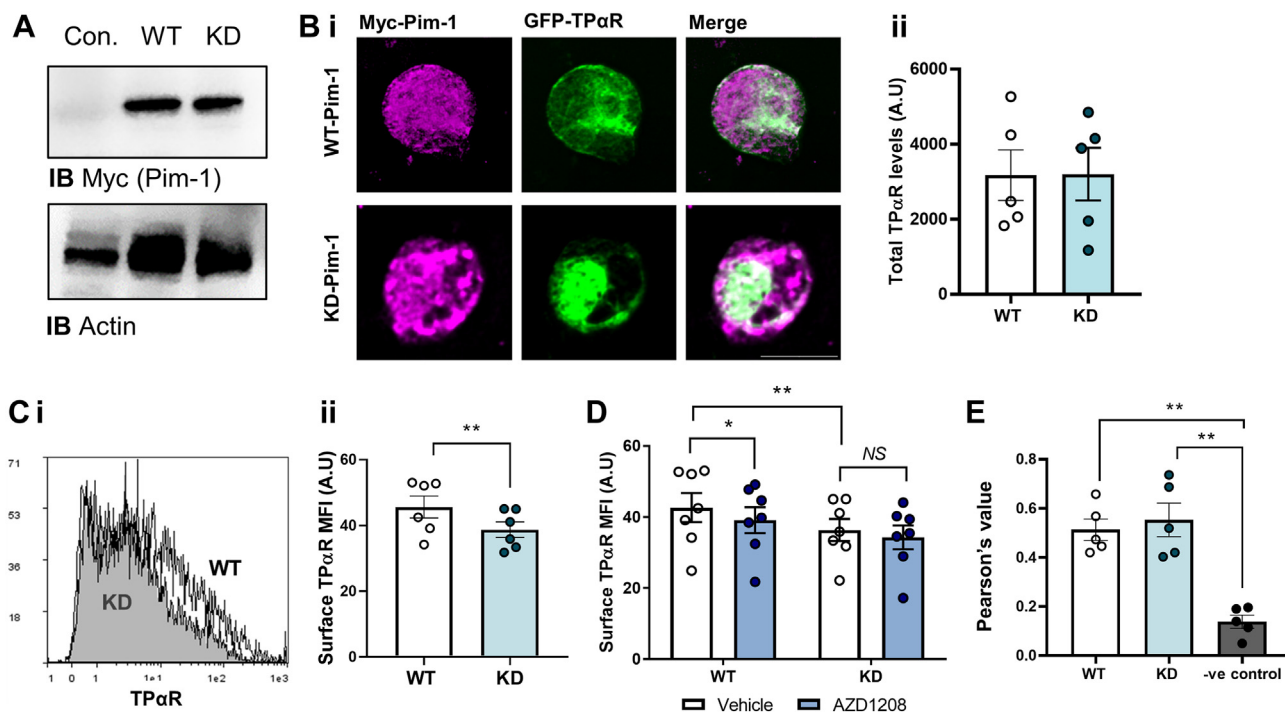 A
Con. WT KD
IB Myc (Pim-1)
IB Actin
B i
Myc-Pim-1 GFP-TPαR Merge
WT-Pim-1
KD-Pim-1
ii
Total TPαR levels (A.U)
6000
4000
2000
0
WT KD
C i
71
53
36
18
WT
KD
.1 0 1 1e1 1e2 1e3
TPαR
ii
**
Surface TPαR MFI (A.U)
60
40
20
0
WT KD
D
**
*
NS
Surface TPαR MFI (A.U)
60
40
20
0
WT KD
Vehicle AZD1208
E
**
**
Pearson's value
0.8
0.6
0.4
0.2
0.0
WT KD -ve control